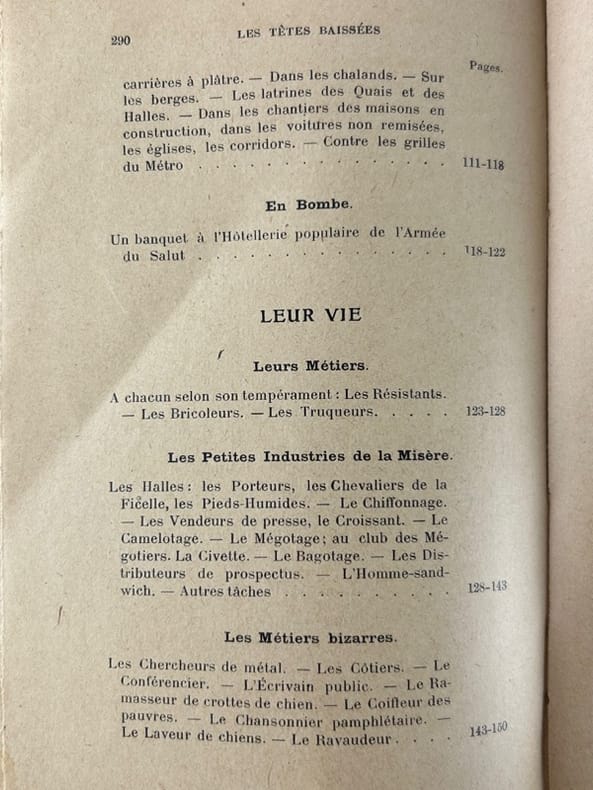 290
LES TÊTES BAISSÉES
Pages.
carrières à plâtre. — Dans les chalands. — Sur
les berges. — Les latrines des Quais et des
Halles. — Dans les chantiers des maisons en
construction, dans les voitures non remisées,
les églises, les corridors. — Contre les grilles
du Métro . . . . . . . . . . . . . . 111-118
En Bombe.
Un banquet à l'Hôtellerie populaire de l'Armée
du Salut . . . . . . . . . . . . . . 118-122
LEUR VIE
Leurs Métiers.
A chacun selon son tempérament : Les Résistants.
— Les Bricoleurs. — Les Truqueurs. . . . . 123-128
Les Petites Industries de la Misère.
Les Halles : les Porteurs, les Chevaliers de la
Ficelle, les Pieds-Humides. — Le Chiffonnage.
— Les Vendeurs de presse, le Croissant. — Le
Camelotage. — Le Mégotage ; au club des Mé-
gotiers. La Civette. — Le Bagotage. — Les Dis-
tributeurs de prospectus. — L'Homme-sand-
wich. — Autres tâches . . . . . . . . . 128-143
Les Métiers bizarres.
Les Chercheurs de métal. — Les Côtiers. — Le
Conférencier. — L'Écrivain public. — Le Ra-
masseur de crottes de chien. — Le Coiffeur des
pauvres. — Le Chansonnier pamphlétaire. —
Le Laveur de chiens. — Le Ravaudeur . . . . 143-150